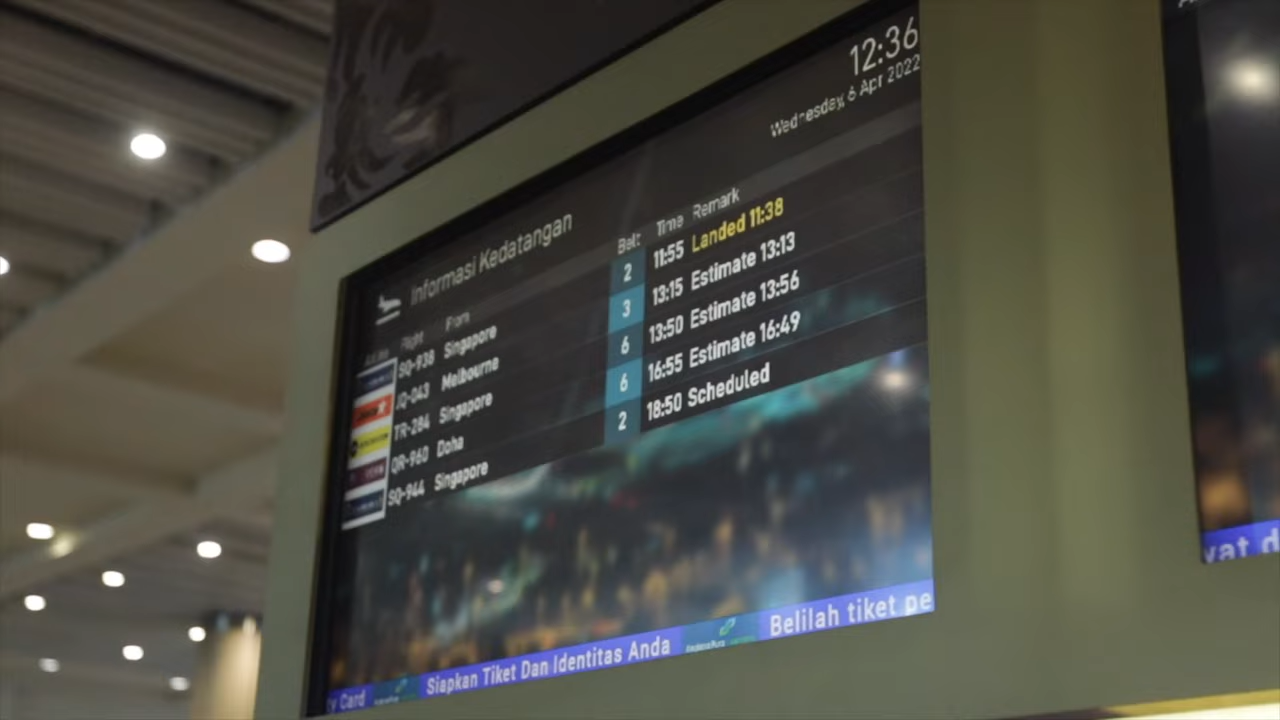 12:36
Wednesday, 6 Apr 2022
Informasi Kedatangan
Flight From Belt Time Remark
SQ-938 Singapore 2 11:55 Landed 11:38
JQ-043 Melbourne 3 13:15 Estimate 13:13
TR-284 Singapore 6 13:50 Estimate 13:56
QR-960 Doha 6 16:55 Estimate 16:49
SQ-944 Singapore 2 18:50 Scheduled
y Card Siapkan Tiket Dan Identitas Anda Belilah tiket pe
wat d